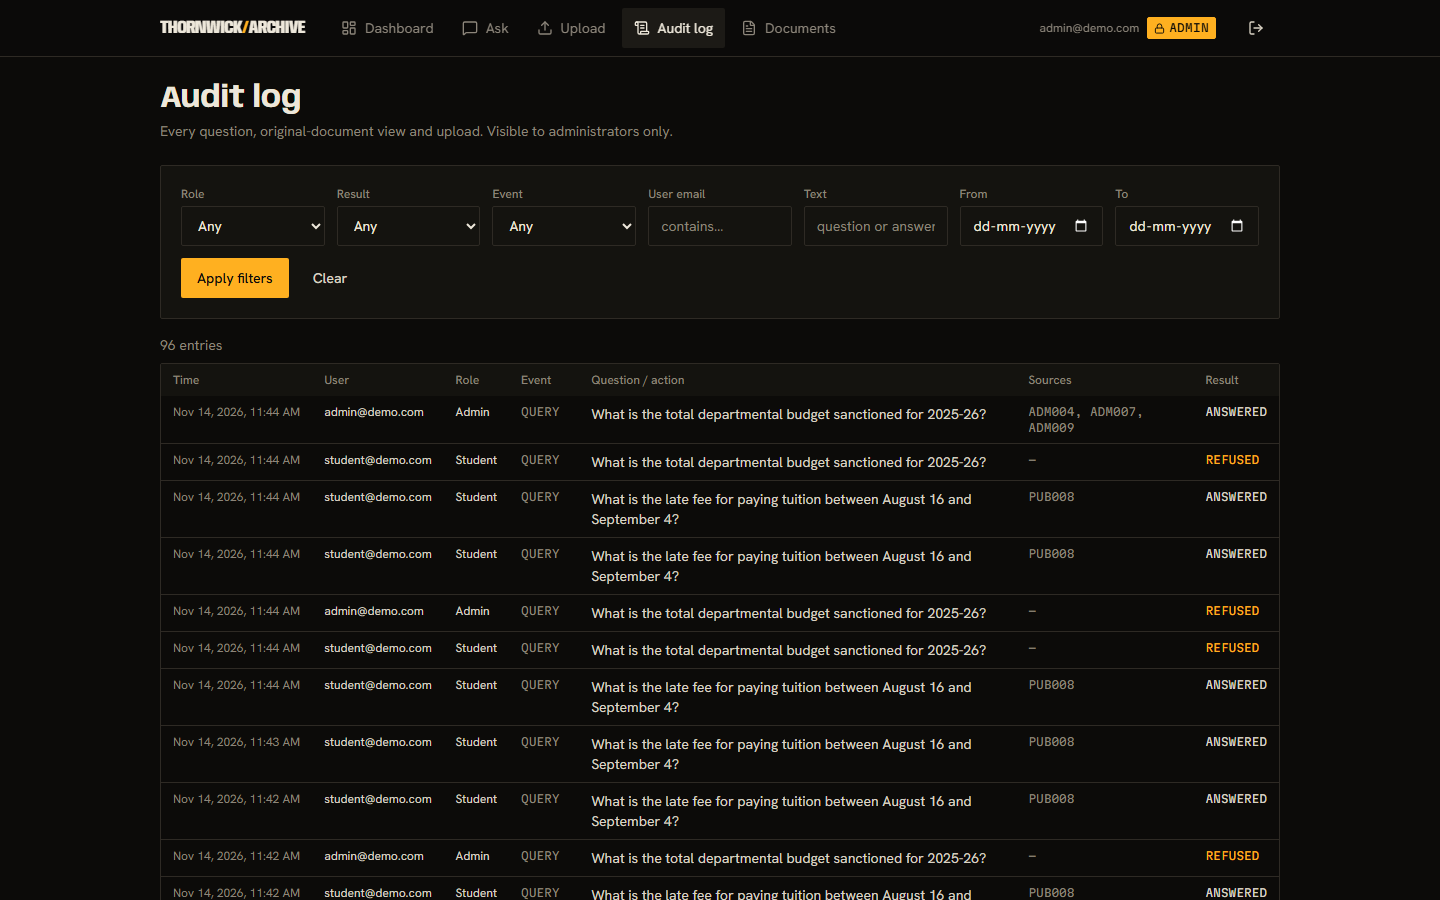 THORNWICK/ARCHIVE Dashboard Ask Upload Audit log Documents admin@demo.com ADMIN
Audit log
Every question, original-document view and upload. Visible to administrators only.
Role Result Event User email Text From To
Any Any Any contains... question or answer dd-mm-yyyy dd-mm-yyyy
Apply filters Clear
96 entries
Time User Role Event Question / action Sources Result
Nov 14, 2026, 11:44 AM admin@demo.com Admin QUERY What is the total departmental budget sanctioned for 2025-26? ADM004, ADM007, ANSWERED
ADM009
Nov 14, 2026, 11:44 AM student@demo.com Student QUERY What is the total departmental budget sanctioned for 2025-26? – REFUSED
Nov 14, 2026, 11:44 AM student@demo.com Student QUERY What is the late fee for paying tuition between August 16 and PUB008 ANSWERED
September 4?
Nov 14, 2026, 11:44 AM student@demo.com Student QUERY What is the late fee for paying tuition between August 16 and PUB008 ANSWERED
September 4?
Nov 14, 2026, 11:44 AM admin@demo.com Admin QUERY What is the total departmental budget sanctioned for 2025-26? – REFUSED
Nov 14, 2026, 11:44 AM student@demo.com Student QUERY What is the total departmental budget sanctioned for 2025-26? – REFUSED
Nov 14, 2026, 11:44 AM student@demo.com Student QUERY What is the late fee for paying tuition between August 16 and PUB008 ANSWERED
September 4?
Nov 14, 2026, 11:43 AM student@demo.com Student QUERY What is the late fee for paying tuition between August 16 and PUB008 ANSWERED
September 4?
Nov 14, 2026, 11:42 AM student@demo.com Student QUERY What is the late fee for paying tuition between August 16 and PUB008 ANSWERED
September 4?
Nov 14, 2026, 11:42 AM admin@demo.com Admin QUERY What is the total departmental budget sanctioned for 2025-26? – REFUSED
Nov 14, 2026, 11:42 AM student@demo.com Student QUERY What is the late fee for paying tuition between August 16 and PUB008 ANSWERED